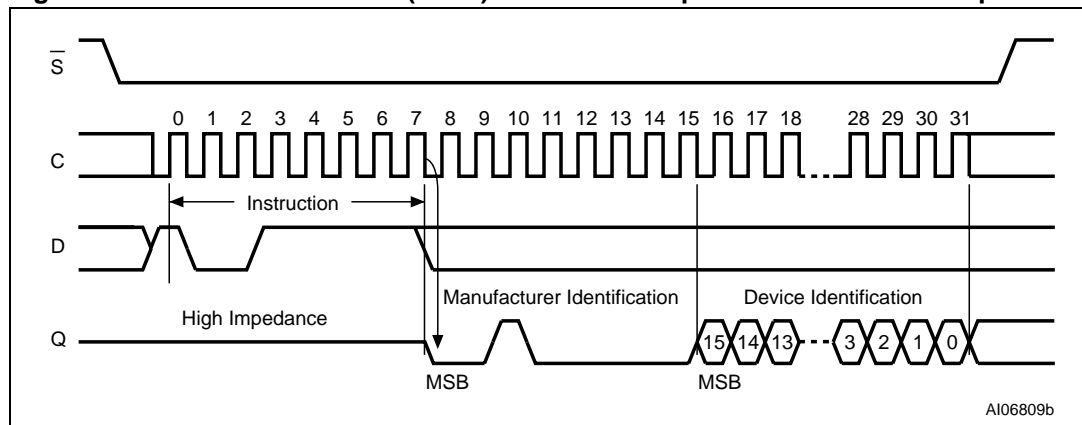 S
0 1 2 3 4 5 6 7 8 9 10 11 12 13 14 15 16 17 18 28 29 30 31
C
Instruction
D
Manufacturer Identification Device Identification
High Impedance
Q 15 14 13 3 2 1 0
MSB MSB
AI06809b